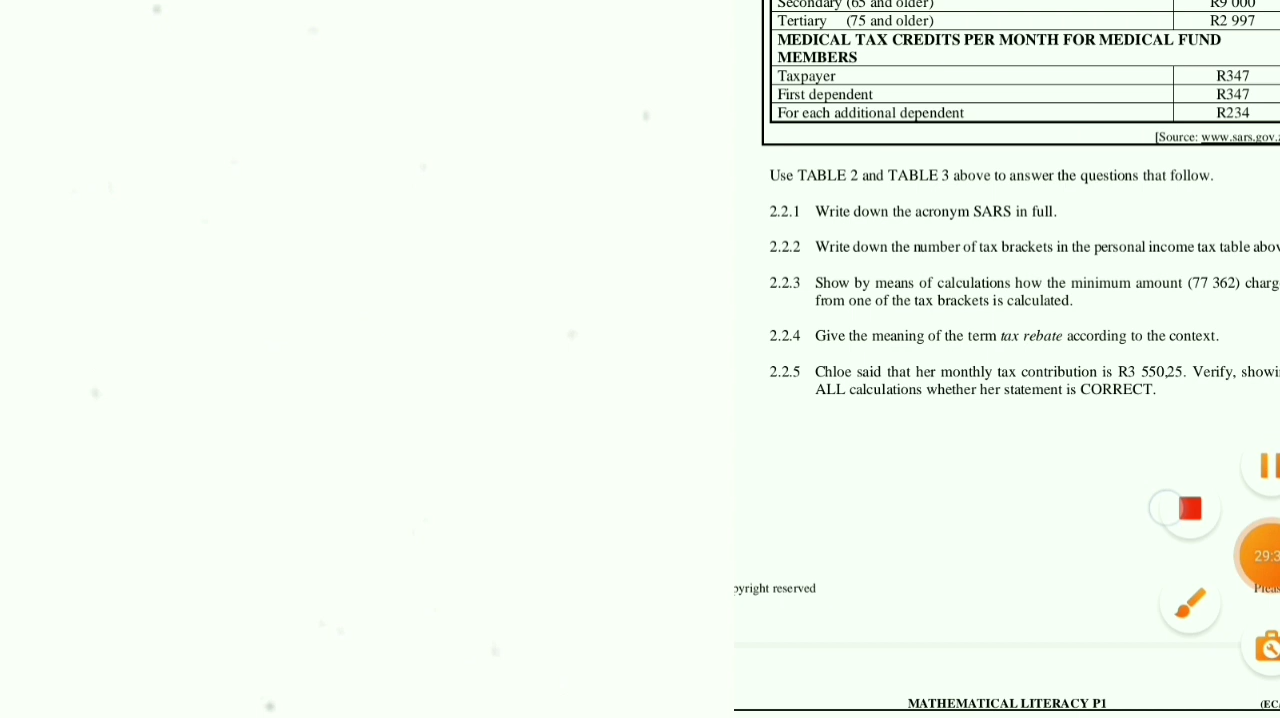 Secondary (65 and older) R9 000
Tertiary (75 and older) R2 997
MEDICAL TAX CREDITS PER MONTH FOR MEDICAL FUND
MEMBERS
Taxpayer R347
First dependent R347
For each additional dependent R234
[Source: www.sars.gov.
Use TABLE 2 and TABLE 3 above to answer the questions that follow.
2.2.1 Write down the acronym SARS in full.
2.2.2 Write down the number of tax brackets in the personal income tax table abov
2.2.3 Show by means of calculations how the minimum amount (77 362) charg
from one of the tax brackets is calculated.
2.2.4 Give the meaning of the term tax rebate according to the context.
2.2.5 Chloe said that her monthly tax contribution is R3 550,25. Verify, showi
ALL calculations whether her statement is CORRECT.
29:3
pyright reserved
MATHEMATICAL LITERACY P1 (EC